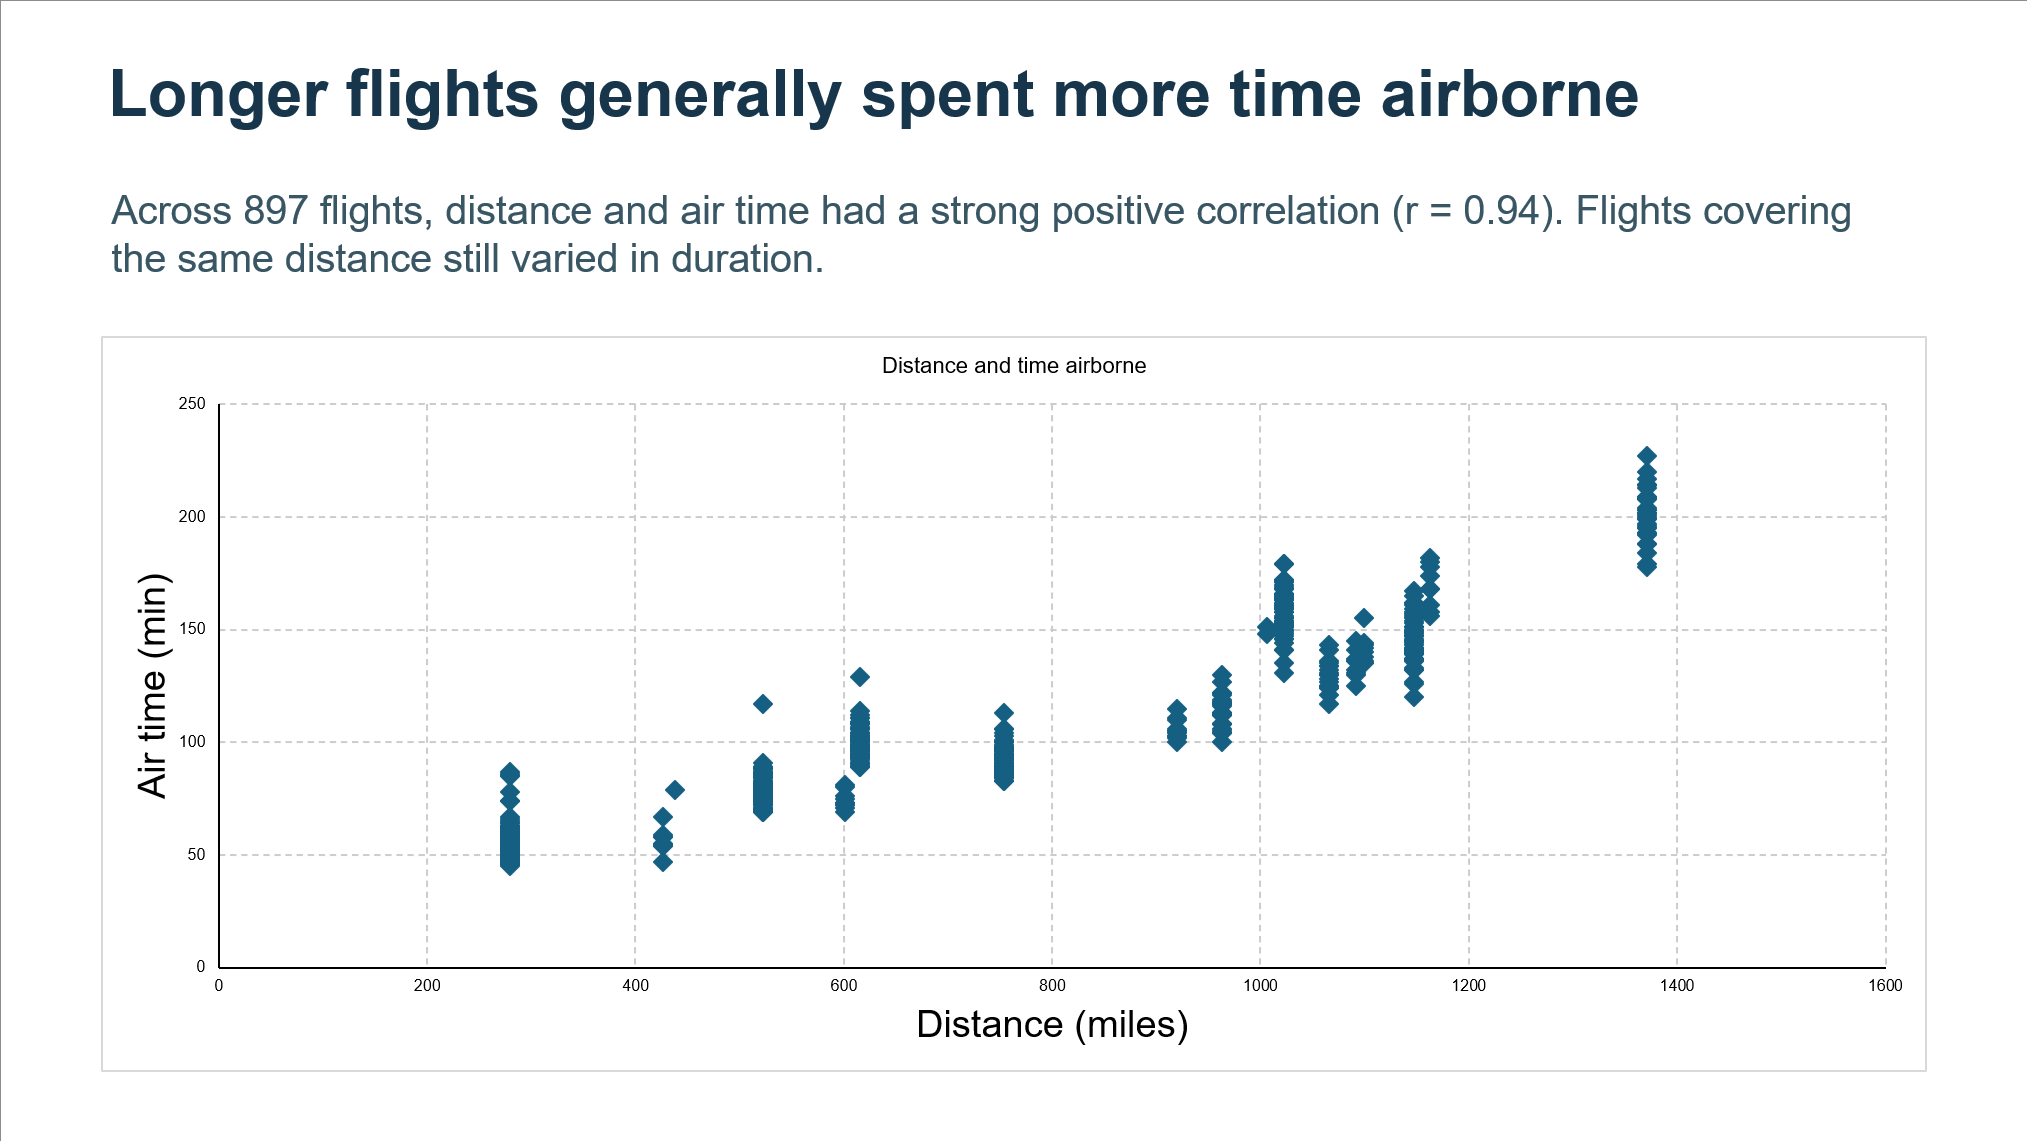 Longer flights generally spent more time airborne
Across 897 flights, distance and air time had a strong positive correlation (r = 0.94). Flights covering
the same distance still varied in duration.
Distance and time airborne
250
200
150
100
50
0
Air time (min)
0 200 400 600 800 1000 1200 1400 1600
Distance (miles)